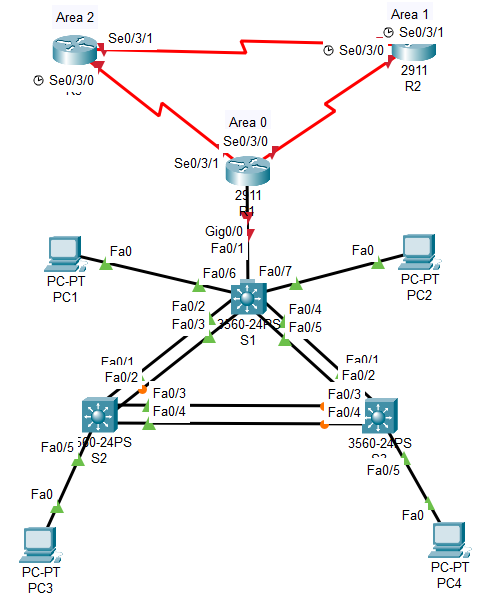 Area 2
Area 1
Se0/3/1
Se0/3/1
Se0/3/0
Se0/3/0
2911
R2
Area 0
Se0/3/0
Se0/3/1
2911
R1
Gig0/0
Fa0/1
Fa0
Fa0
PC-PT
PC1
PC-PT
PC2
Fa0/6
Fa0/7
Fa0/2
Fa0/4
Fa0/3
3560-24PS
Fa0/5
S1
Fa0/1
Fa0/1
Fa0/2
Fa0/2
Fa0/3
Fa0/3
Fa0/4
Fa0/4
3560-24PS
Fa0/5
S2
Fa0/5
Fa0
Fa0
PC-PT
PC3
PC-PT
PC4